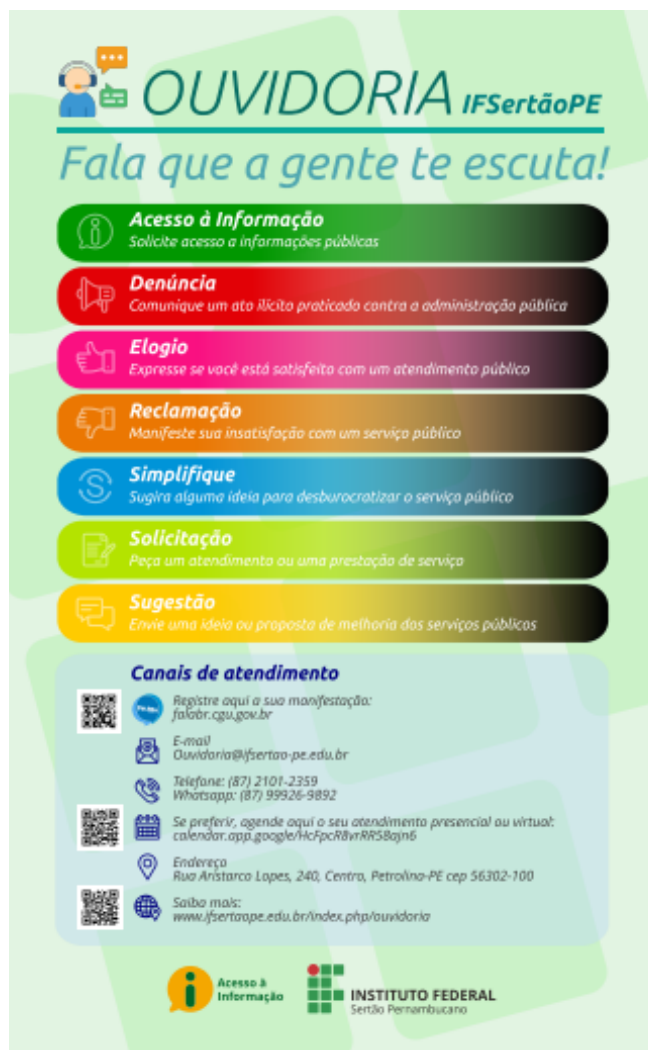 OUVIDORIA IFSertãoPE
Fala que a gente te escuta!
Acesso à Informação
Solicite acesso a informações públicas
Denúncia
Comunique um ato ilícito praticado contra a administração pública
Elogio
Expresse se você está satisfeito com um atendimento público
Reclamação
Manifeste sua insatisfação com um serviço público
Simplifique
Sugira alguma ideia para desburocratizar o serviço público
Solicitação
Peça um atendimento ou uma prestação de serviço
Sugestão
Envie uma ideia ou proposta de melhoria dos serviços públicos
Canais de atendimento
Registre aqui a sua manifestação:
falabr.cgu.gov.br
E-mail
Ouvidoria@ifsertao-pe.edu.br
Telefone: (87) 2101-2359
Whatsapp: (87) 99926-9892
Se preferir, agende aqui o seu atendimento presencial ou virtual:
Endereço
Rua Aristarco Lopes, 240, Centro, Petrolina-PE cep 56302-100
Saiba mais:
www.ifsertaope.edu.br/index.php/ouvidoria
Acesso à
Informação
INSTITUTO FEDERAL
Sertão Pernambucano